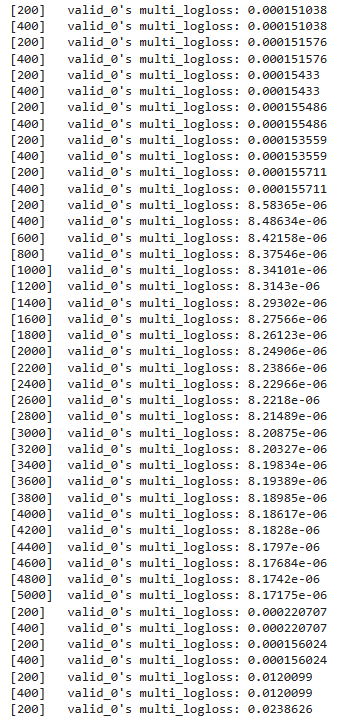 [200]	valid_0's multi_logloss: 0.000151038
[400]	valid_0's multi_logloss: 0.000151038
[200]	valid_0's multi_logloss: 0.000151576
[400]	valid_0's multi_logloss: 0.000151576
[200]	valid_0's multi_logloss: 0.00015433
[400]	valid_0's multi_logloss: 0.00015433
[200]	valid_0's multi_logloss: 0.000155486
[400]	valid_0's multi_logloss: 0.000155486
[200]	valid_0's multi_logloss: 0.000153559
[400]	valid_0's multi_logloss: 0.000153559
[200]	valid_0's multi_logloss: 0.000155711
[400]	valid_0's multi_logloss: 0.000155711
[200]	valid_0's multi_logloss: 8.58365e-06
[400]	valid_0's multi_logloss: 8.48634e-06
[600]	valid_0's multi_logloss: 8.42158e-06
[800]	valid_0's multi_logloss: 8.37546e-06
[1000]	valid_0's multi_logloss: 8.34101e-06
[1200]	valid_0's multi_logloss: 8.3143e-06
[1400]	valid_0's multi_logloss: 8.29302e-06
[1600]	valid_0's multi_logloss: 8.27566e-06
[1800]	valid_0's multi_logloss: 8.26123e-06
[2000]	valid_0's multi_logloss: 8.24906e-06
[2200]	valid_0's multi_logloss: 8.23866e-06
[2400]	valid_0's multi_logloss: 8.22966e-06
[2600]	valid_0's multi_logloss: 8.2218e-06
[2800]	valid_0's multi_logloss: 8.21489e-06
[3000]	valid_0's multi_logloss: 8.20875e-06
[3200]	valid_0's multi_logloss: 8.20327e-06
[3400]	valid_0's multi_logloss: 8.19834e-06
[3600]	valid_0's multi_logloss: 8.19389e-06
[3800]	valid_0's multi_logloss: 8.18985e-06
[4000]	valid_0's multi_logloss: 8.18617e-06
[4200]	valid_0's multi_logloss: 8.1828e-06
[4400]	valid_0's multi_logloss: 8.1797e-06
[4600]	valid_0's multi_logloss: 8.17684e-06
[4800]	valid_0's multi_logloss: 8.1742e-06
[5000]	valid_0's multi_logloss: 8.17175e-06
[200]	valid_0's multi_logloss: 0.000220707
[400]	valid_0's multi_logloss: 0.000220707
[200]	valid_0's multi_logloss: 0.000156024
[400]	valid_0's multi_logloss: 0.000156024
[200]	valid_0's multi_logloss: 0.0120099
[400]	valid_0's multi_logloss: 0.0120099
[200]	valid_0's multi_logloss: 0.0238626